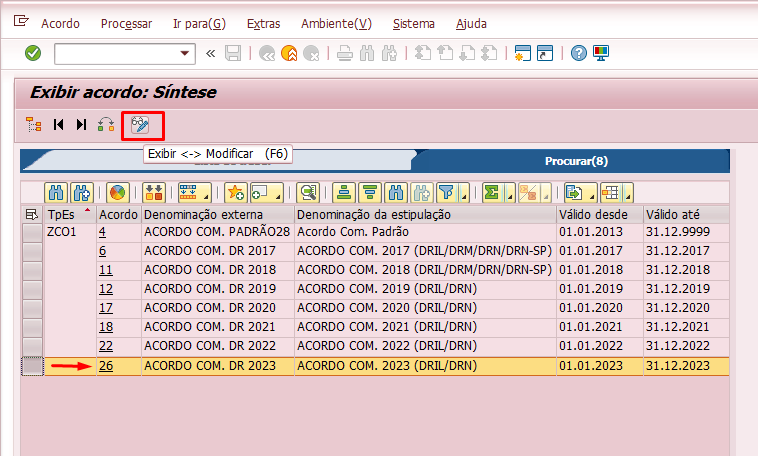 Acordo Processar Ir para(G) Extras Ambiente(V) Sistema Ajuda
Exibir acordo: Síntese
Exibir <-> Modificar (F6)
Procurar(8)
TpEs Acordo Denominação externa Denominação da estipulação Válido desde Válido até
ZCO1 4 ACORDO COM. PADRÃO28 Acordo Com. Padrão 01.01.2013 31.12.9999
6 ACORDO COM. DR 2017 ACORDO COM. 2017 (DRIL/DRM/DRN/DRN-SP) 01.01.2017 31.12.2017
11 ACORDO COM. DR 2018 ACORDO COM. 2018 (DRIL/DRM/DRN/DRN-SP) 01.01.2018 31.12.2018
12 ACORDO COM. DR 2019 ACORDO COM. 2019 (DRIL/DRN) 01.01.2019 31.12.2019
17 ACORDO COM. DR 2020 ACORDO COM. 2020 (DRIL/DRN) 01.01.2020 31.12.2020
18 ACORDO COM. DR 2021 ACORDO COM. 2021 (DRIL/DRN) 01.01.2021 31.12.2021
22 ACORDO COM. DR 2022 ACORDO COM. 2022 (DRIL/DRN) 01.01.2022 31.12.2022
26 ACORDO COM. DR 2023 ACORDO COM. 2023 (DRIL/DRN) 01.01.2023 31.12.2023